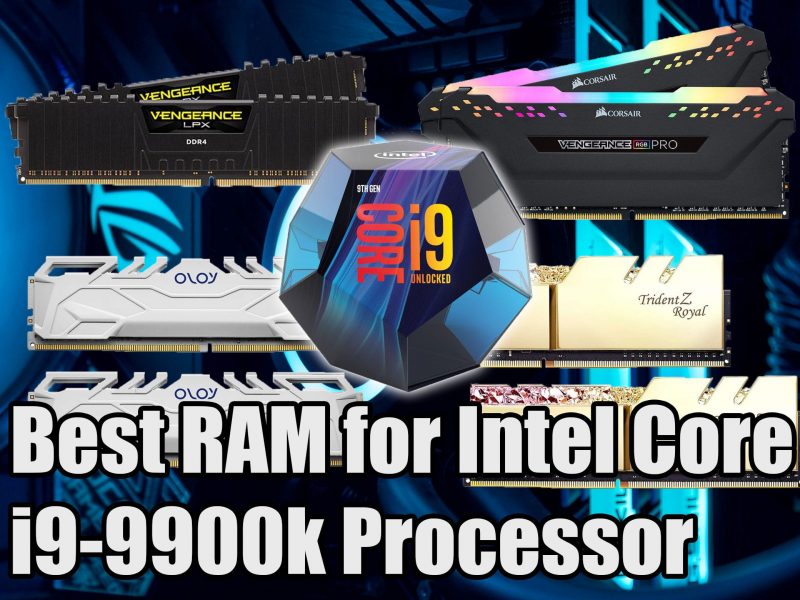 VENGEANCE
LPX
VENGEANCE
LPX
DDR4
CORSAIR
CORSAIR
VENGEANCE RGB PRO
intel
9TH GEN
CORE i9
UNLOCKED
OLOy
Trident Z
Royal
OLOy
Best RAM for Intel Core
i9-9900k Processor